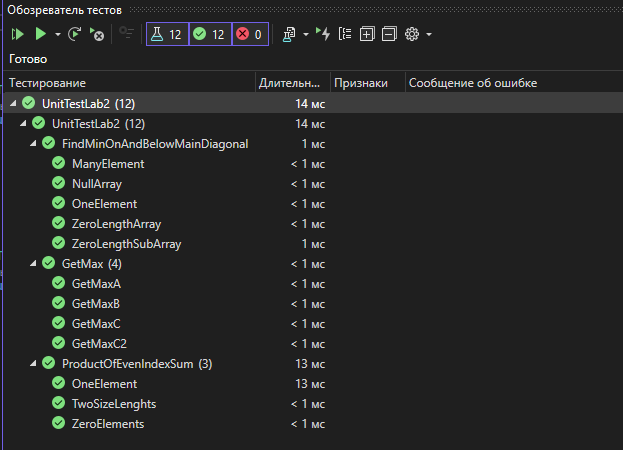 Обозреватель тестов
12 12 0
Готово
Тестирование Длительн... Признаки Сообщение об ошибке
UnitTestLab2 (12) 14 мс
UnitTestLab2 (12) 14 мс
FindMinOnAndBelowMainDiagonal 1 мс
ManyElement < 1 мс
NullArray < 1 мс
OneElement < 1 мс
ZeroLengthArray < 1 мс
ZeroLengthSubArray 1 мс
GetMax (4) < 1 мс
GetMaxA < 1 мс
GetMaxB < 1 мс
GetMaxC < 1 мс
GetMaxC2 < 1 мс
ProductOfEvenIndexSum (3) 13 мс
OneElement 13 мс
TwoSizeLenghts < 1 мс
ZeroElements < 1 мс